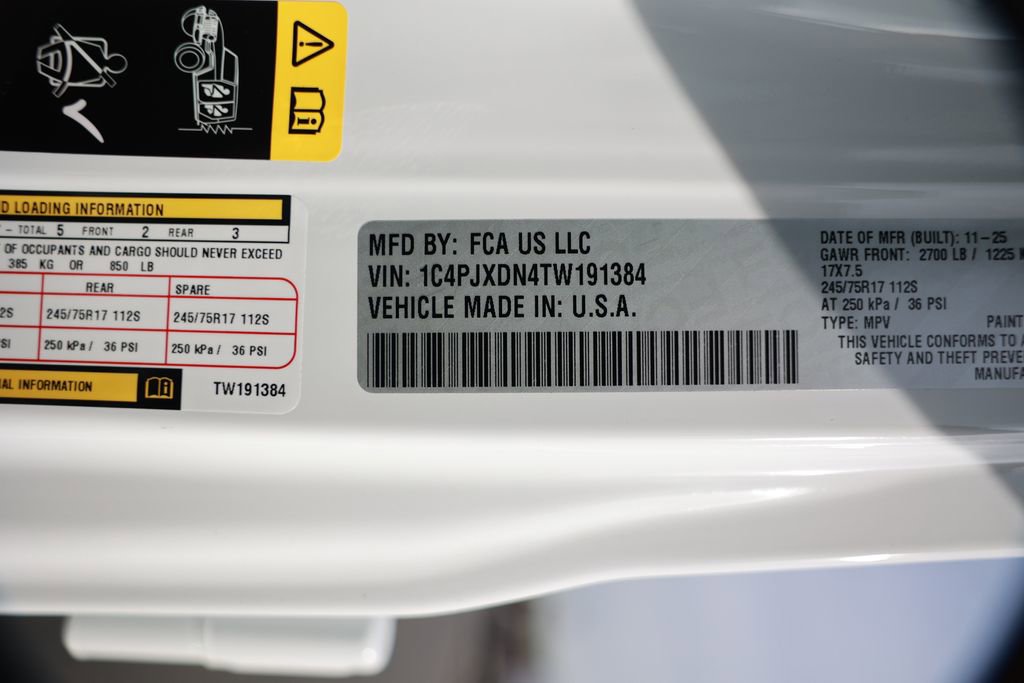 D LOADING INFORMATION
- TOTAL 5 FRONT 2 REAR 3
OF OCCUPANTS AND CARGO SHOULD NEVER EXCEED
385 KG OR 850 LB
REAR SPARE
2S 245/75R17 112S 245/75R17 112S
SI 250 kPa / 36 PSI 250 kPa / 36 PSI
AL INFORMATION
TW191384
MFD BY: FCA US LLC
VIN: 1C4PJXDN4TW191384
VEHICLE MADE IN: U.S.A.
DATE OF MFR (BUILT): 11-25
GAWR FRONT: 2700 LB / 1225 K
17X7.5
245/75R17 112S
AT 250 kPa / 36 PSI
TYPE: MPV PAINT
THIS VEHICLE CONFORMS TO A
SAFETY AND THEFT PREVE
MANUFA